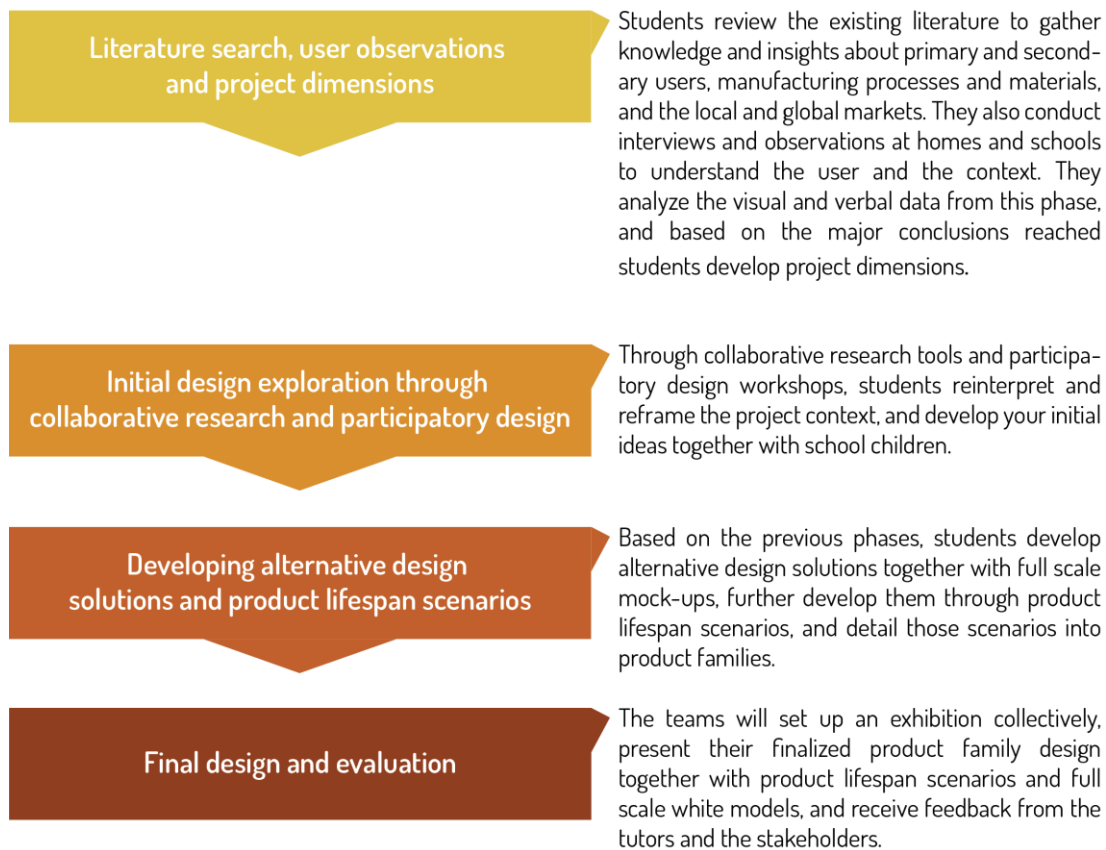 Literature search, user observations
and project dimensions
Students review the existing literature to gather
knowledge and insights about primary and second-
ary users, manufacturing processes and materials,
and the local and global markets. They also conduct
interviews and observations at homes and schools
to understand the user and the context. They
analyze the visual and verbal data from this phase,
and based on the major conclusions reached
students develop project dimensions.
Initial design exploration through
collaborative research and participatory design
Through collaborative research tools and participa-
tory design workshops, students reinterpret and
reframe the project context, and develop your initial
ideas together with school children.
Developing alternative design
solutions and product lifespan scenarios
Based on the previous phases, students develop
alternative design solutions together with full scale
mock-ups, further develop them through product
lifespan scenarios, and detail those scenarios into
product families.
Final design and evaluation
The teams will set up an exhibition collectively,
present their finalized product family design
together with product lifespan scenarios and full
scale white models, and receive feedback from the
tutors and the stakeholders.